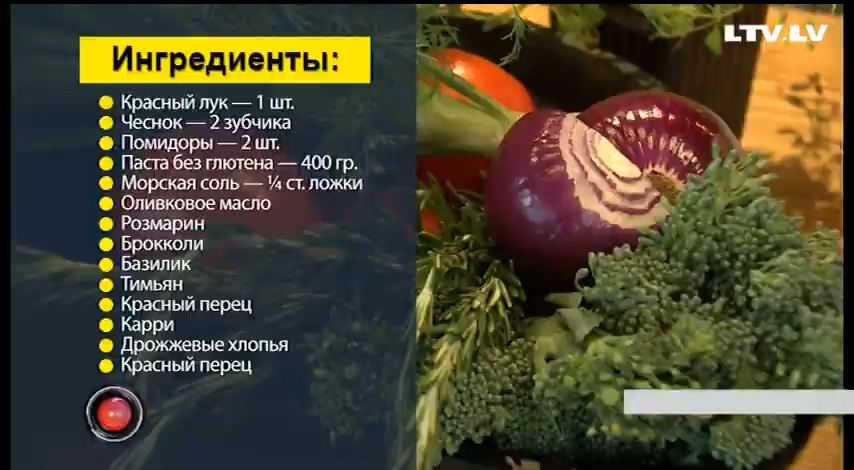 LTV.LV
Ингредиенты:
Красный лук — 1 шт.
Чеснок — 2 зубчика
Помидоры — 2 шт.
Паста без глютена — 400 гр.
Морская соль — ¼ ст. ложки
Оливковое масло
Розмарин
Брокколи
Базилик
Тимьян
Красный перец
Карри
Дрожжевые хлопья
Красный перец